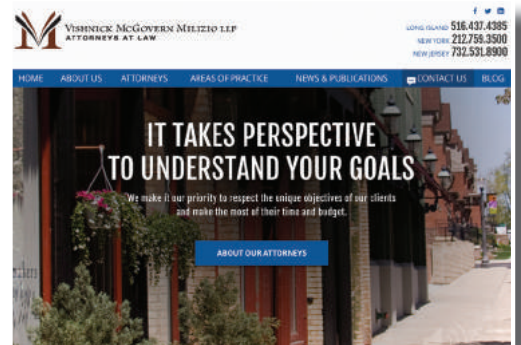 VISHNICK MCGOVERN MILIZIO LLP
ATTORNEYS AT LAW
LONG ISLAND 516.437.4385
NEW YORK 212.759.3500
NEW JERSEY 732.531.8900
HOME ABOUT US ATTORNEYS AREAS OF PRACTICE NEWS & PUBLICATIONS CONTACT US BLOG
IT TAKES PERSPECTIVE
TO UNDERSTAND YOUR GOALS
We make it our priority to respect the unique objectives of our clients
and make the most of their time and budget.
ABOUT OUR ATTORNEYS